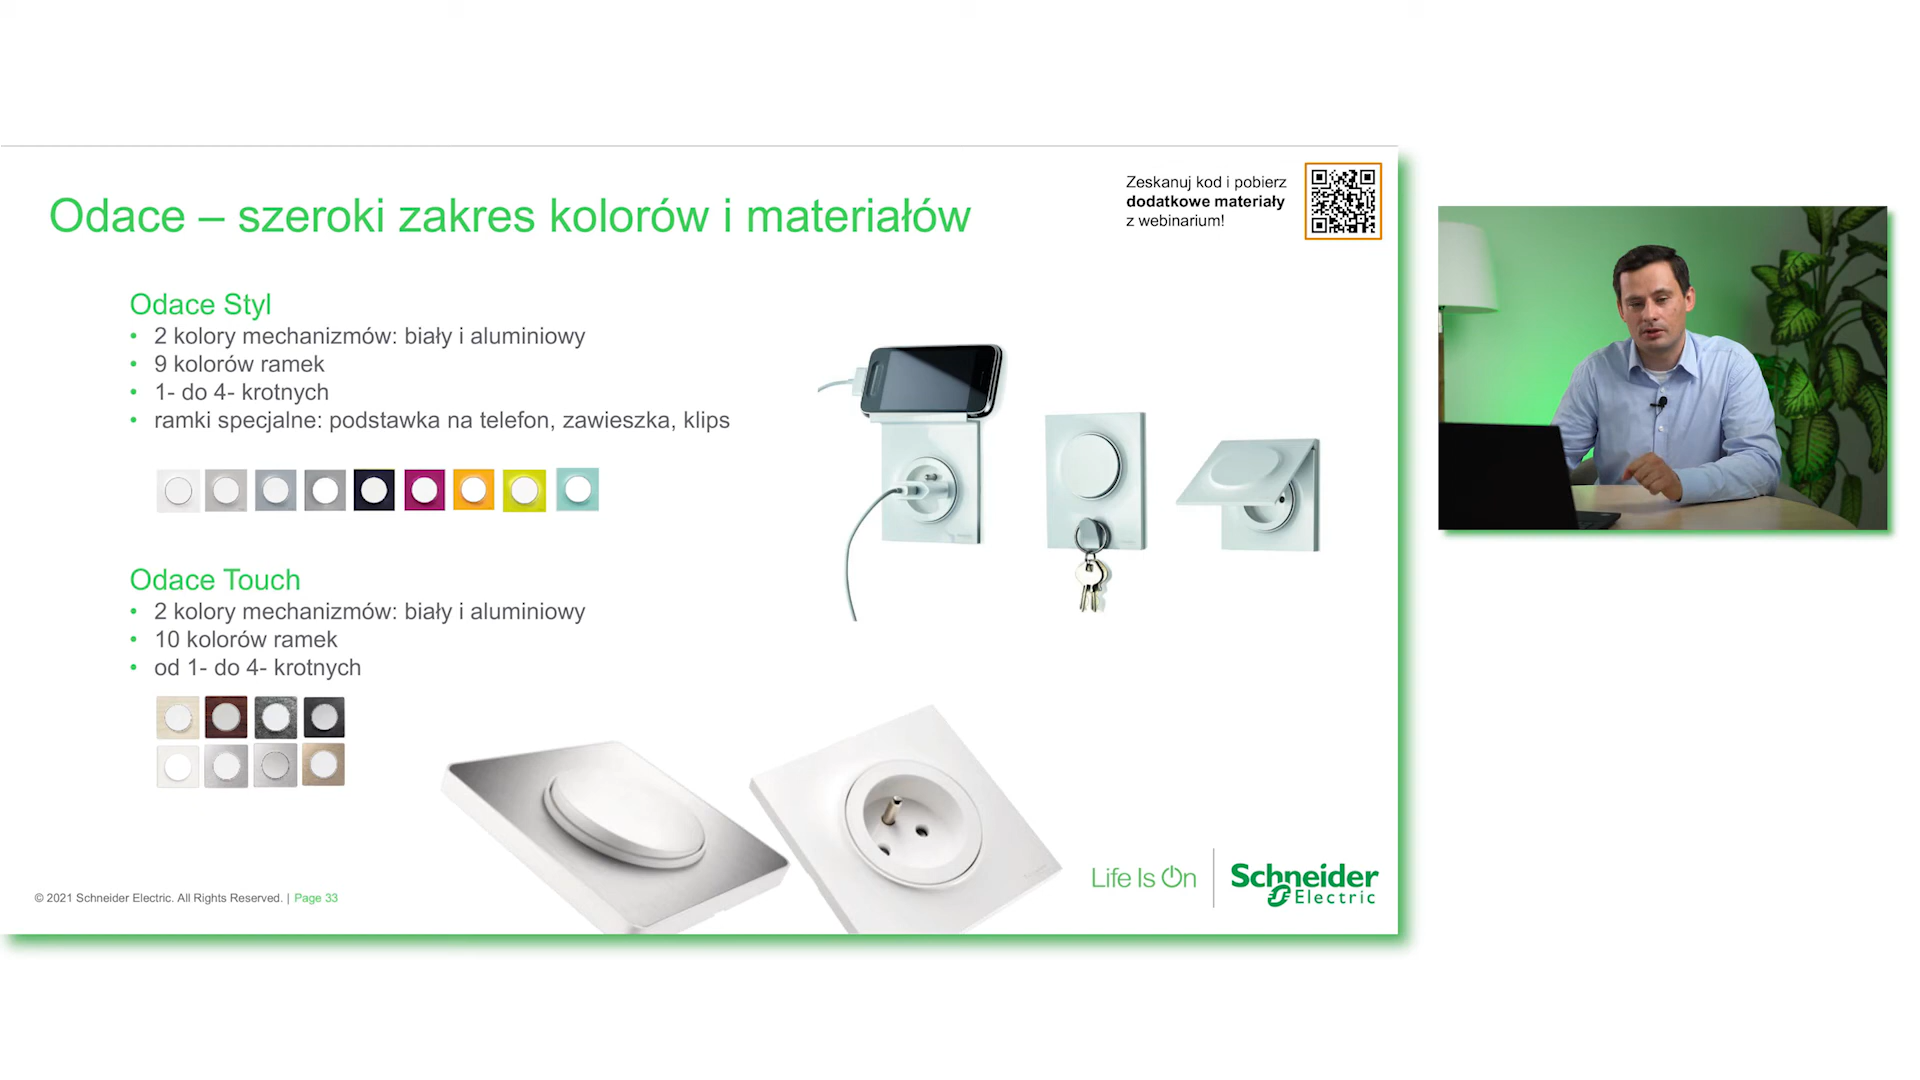 Zeskanuj kod i pobierz
dodatkowe materiały
z webinarium!
Odace – szeroki zakres kolorów i materiałów
Odace Styl
• 2 kolory mechanizmów: biały i aluminiowy
• 9 kolorów ramek
• 1- do 4- krotnych
• ramki specjalne: podstawka na telefon, zawieszka, klips
Odace Touch
• 2 kolory mechanizmów: biały i aluminiowy
• 10 kolorów ramek
• od 1- do 4- krotnych
© 2021 Schneider Electric. All Rights Reserved. | Page 33
Life Is On
Schneider
Electric